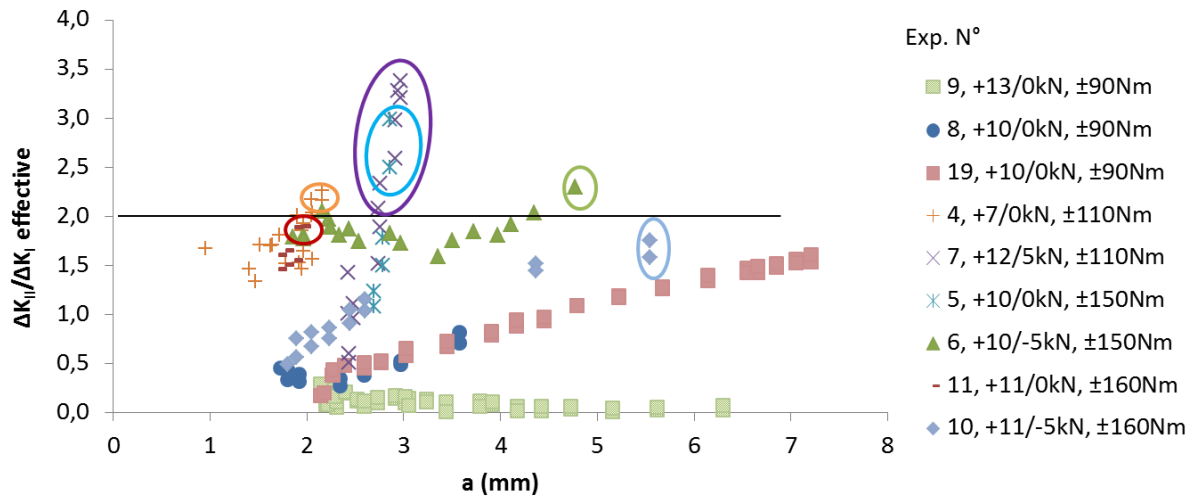 4,0
3,5
3,0
2,5
2,0
1,5
1,0
0,5
0,0
ΔK_II/ΔK_I effective
0 1 2 3 4 5 6 7 8
a (mm)
Exp. N°
9, +13/0kN, ±90Nm
8, +10/0kN, ±90Nm
19, +10/0kN, ±90Nm
4, +7/0kN, ±110Nm
7, +12/5kN, ±110Nm
5, +10/0kN, ±150Nm
6, +10/-5kN, ±150Nm
11, +11/0kN, ±160Nm
10, +11/-5kN, ±160Nm